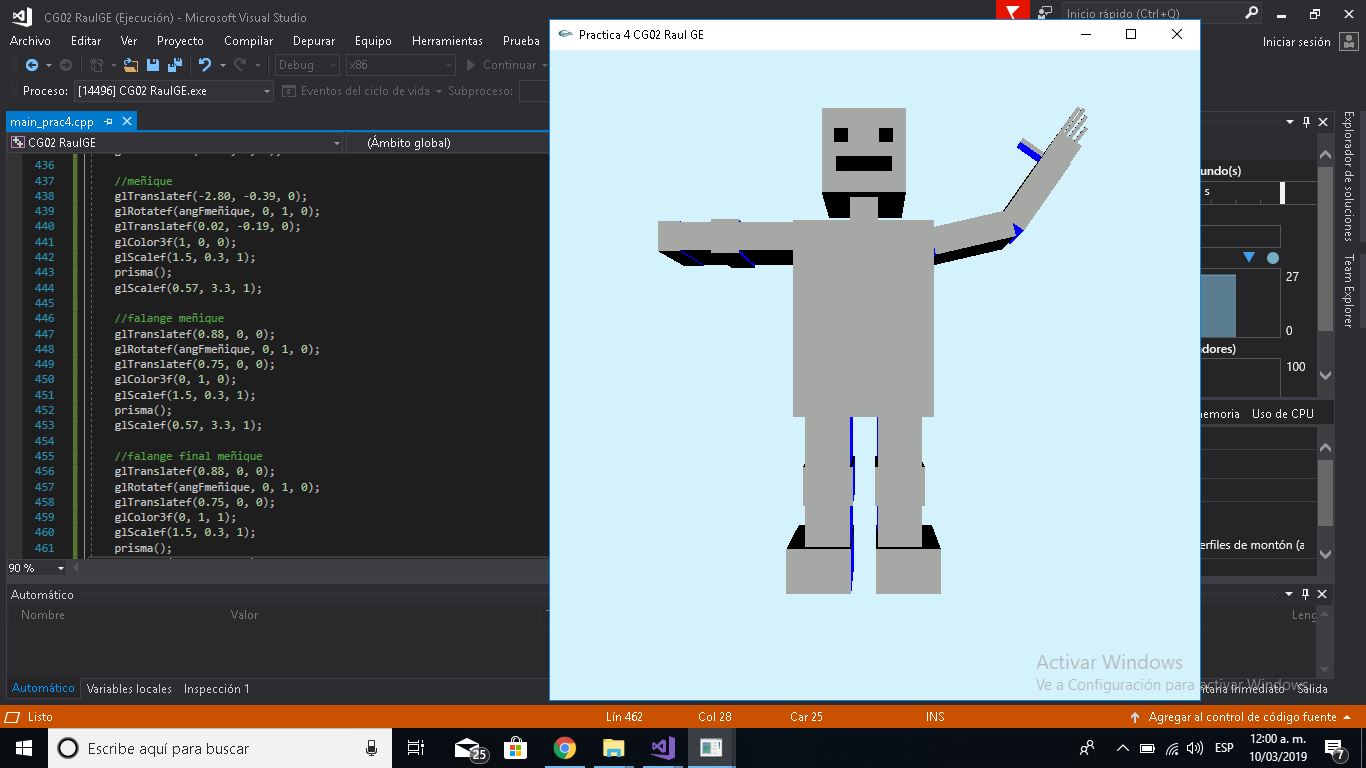 CG02 RaulGE (Ejecución) - Microsoft Visual Studio
Inicio rápido (Ctrl+Q)
Archivo Editar Ver Proyecto Compilar Depurar Equipo Herramientas Prueba
Iniciar sesión
Debug x86 Continuar
Proceso: [14496] CG02 RaulGE.exe Eventos del ciclo de vida Subproceso:
main_prac4.cpp
CG02 RaulGE (Ámbito global)
436
437 //meñique
438 glTranslatef(-2.80, -0.39, 0);
439 glRotatef(angFmeñique, 0, 1, 0);
440 glTranslatef(0.02, -0.19, 0);
441 glColor3f(1, 0, 0);
442 glScalef(1.5, 0.3, 1);
443 prisma();
444 glScalef(0.57, 3.3, 1);
445
446 //falange meñique
447 glTranslatef(0.88, 0, 0);
448 glRotatef(angFmeñique, 0, 1, 0);
449 glTranslatef(0.75, 0, 0);
450 glColor3f(0, 1, 0);
451 glScalef(1.5, 0.3, 1);
452 prisma();
453 glScalef(0.57, 3.3, 1);
454
455 //falange final meñique
456 glTranslatef(0.88, 0, 0);
457 glRotatef(angFmeñique, 0, 1, 0);
458 glTranslatef(0.75, 0, 0);
459 glColor3f(0, 1, 1);
460 glScalef(1.5, 0.3, 1);
461 prisma();
90 %
Automático
Nombre Valor
Automático Variables locales Inspección 1
Practica 4 CG02 Raul GE
undo(s)
s
27
0
dores)
100
emoria Uso de CPU
erfiles de montón (a
Leng
Explorador de soluciones
Team Explorer
Activar Windows
Ve a Configuración para activar Windows.
ntana Inmediato Salida
Listo Lín 462 Col 28 Car 25 INS Agregar al control de código fuente
Escribe aquí para buscar
25
ESP
12:00 a. m.
10/03/2019
7